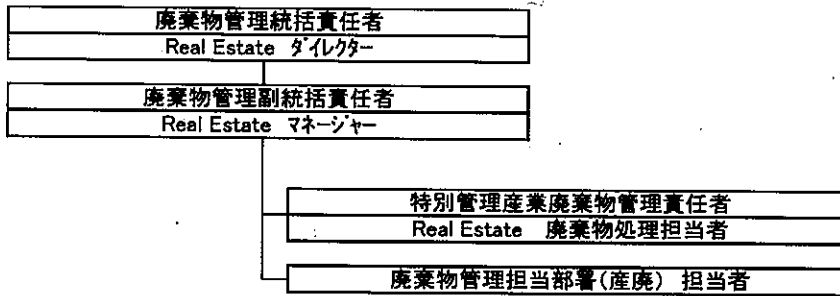 廃棄物管理統括責任者
Real Estate ダイレクター
廃棄物管理副統括責任者
Real Estate マネージャー
特別管理産業廃棄物管理責任者
Real Estate 廃棄物処理担当者
廃棄物管理担当部署(産廃) 担当者